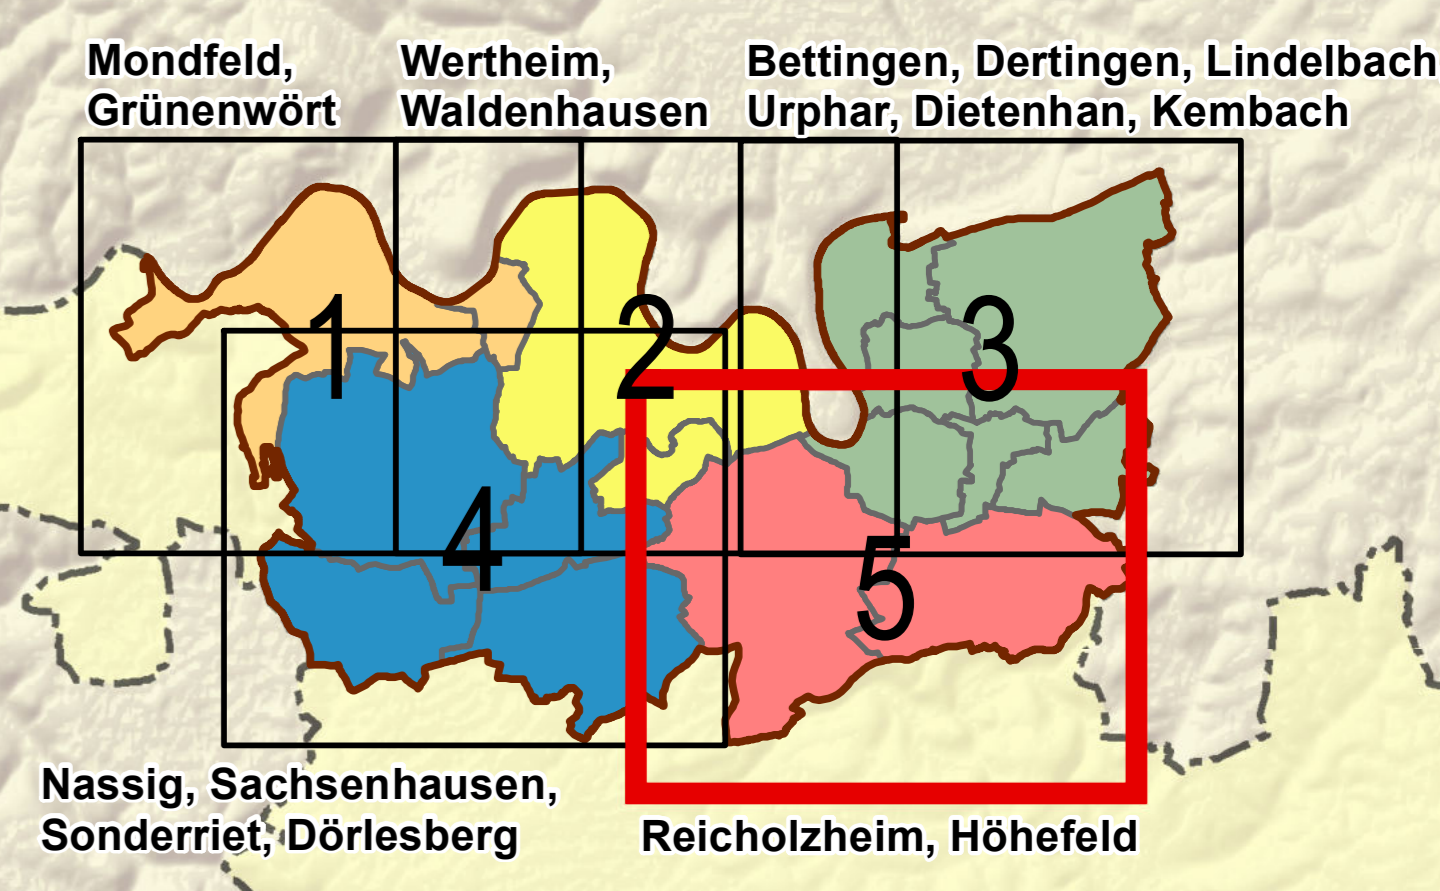 Mondfeld,
Grünenwört
Wertheim,
Waldenhausen
Bettingen, Dertingen, Lindelbach
Urphar, Dietenhan, Kembach
1
2
3
4
5
Nassig, Sachsenhausen,
Sonderriet, Dörlesberg
Reicholzheim, Höhefeld